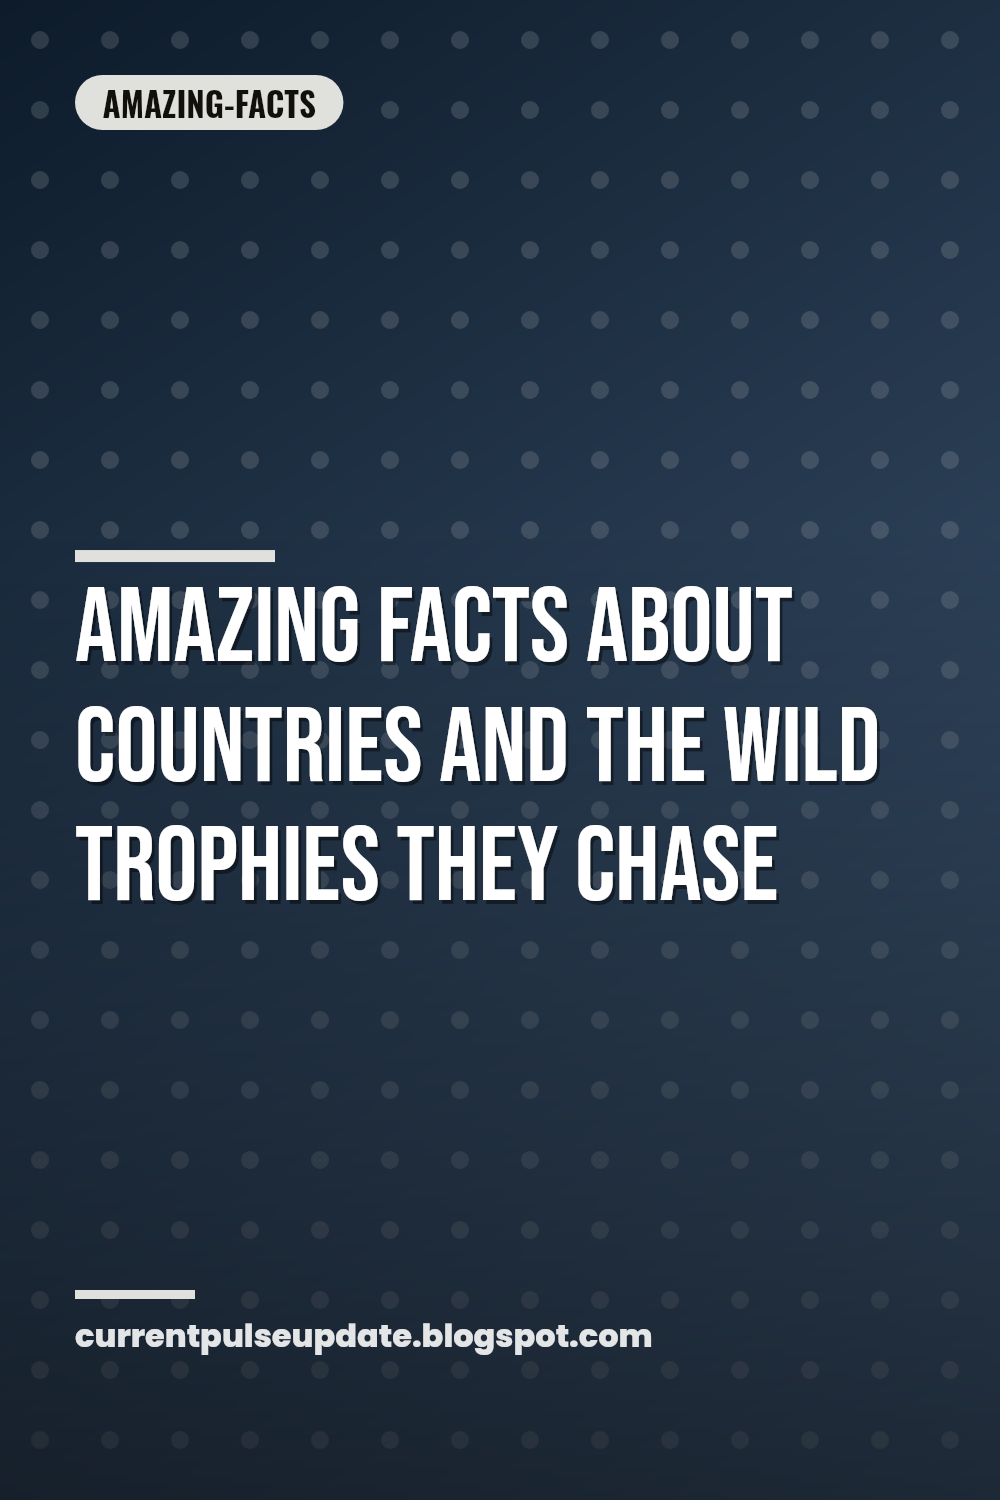 AMAZING-FACTS
AMAZING FACTS ABOUT
COUNTRIES AND THE WILD
TROPHIES THEY CHASE
currentpulseupdate.blogspot.com